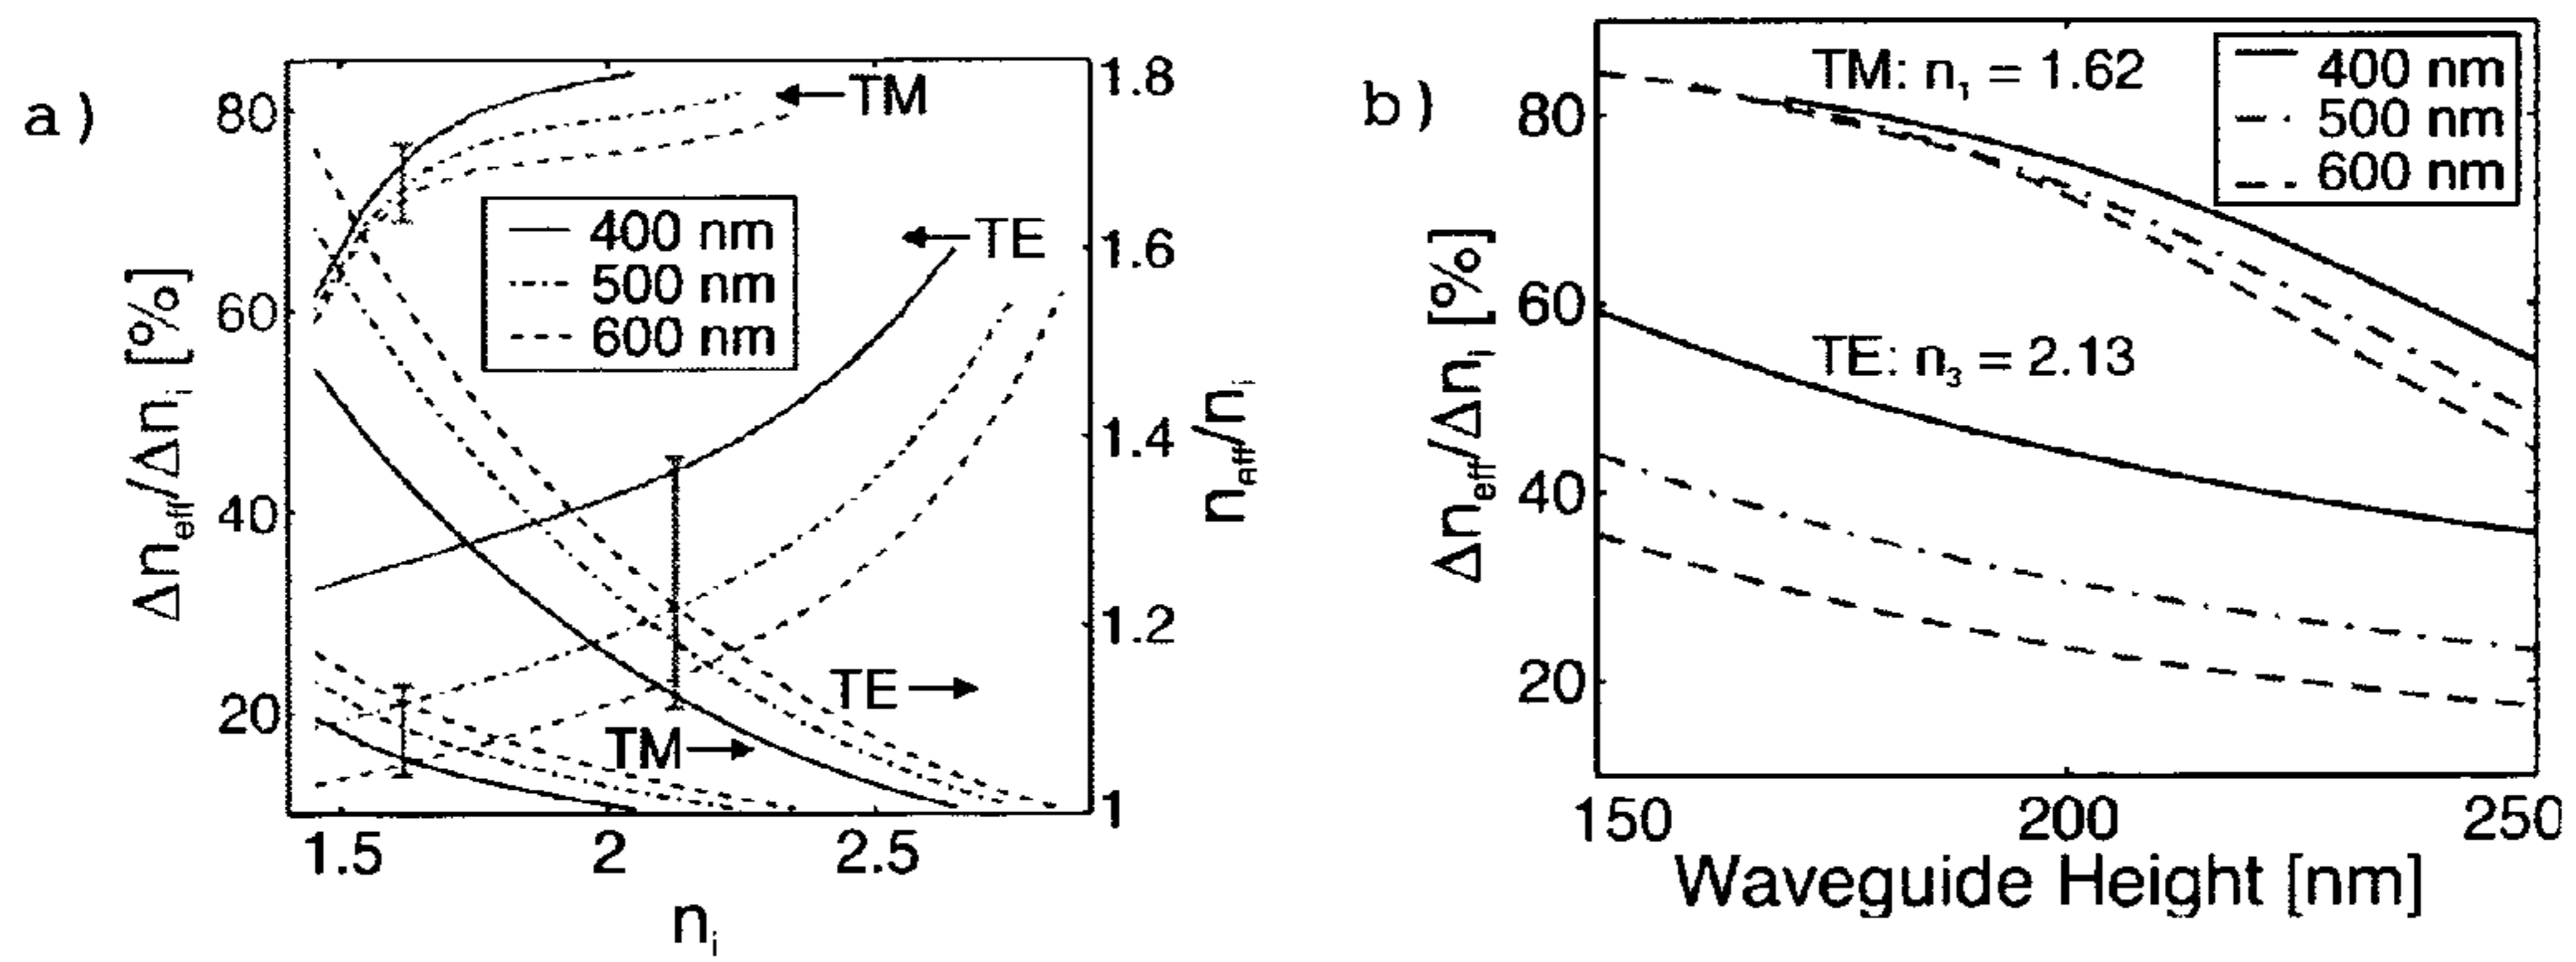 a)
Δn_eff/Δn_i [%]
80
60
40
20
1.5
2
2.5
n_i
1.8
1.6
1.4
1.2
1
n_eff/n_i
TM
TE
400 nm
500 nm
600 nm
TE
TM
b)
Δn_eff/Δn_i [%]
80
60
40
20
TM: n_1 = 1.62
TE: n_3 = 2.13
400 nm
500 nm
600 nm
150
200
250
Waveguide Height [nm]